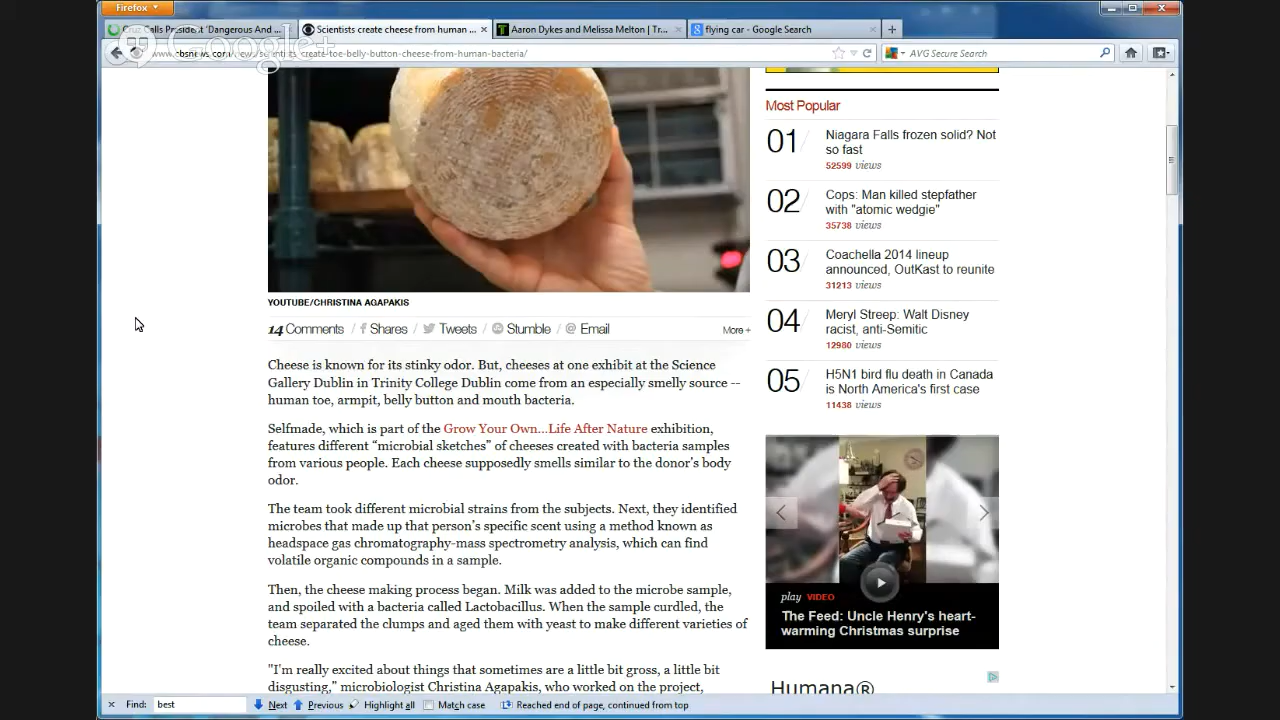 Firefox
Cruz Calls President 'Dangerous And ...
Scientists create cheese from human ...
Aaron Dykes and Melissa Melton | Tr...
flying car - Google Search
Google+
AVG Secure Search
Most Popular
01 Niagara Falls frozen solid? Not
so fast
52599 views
02 Cops: Man killed stepfather
with "atomic wedgie"
35738 views
03 Coachella 2014 lineup
announced, OutKast to reunite
31213 views
04 Meryl Streep: Walt Disney
racist, anti-Semitic
12980 views
05 H5N1 bird flu death in Canada
is North America's first case
11438 views
YOUTUBE/CHRISTINA AGAPAKIS
14 Comments / Shares / Tweets / Stumble / Email More +
Cheese is known for its stinky odor. But, cheeses at one exhibit at the Science
Gallery Dublin in Trinity College Dublin come from an especially smelly source --
human toe, armpit, belly button and mouth bacteria.
Selfmade, which is part of the Grow Your Own...Life After Nature exhibition,
features different “microbial sketches” of cheeses created with bacteria samples
from various people. Each cheese supposedly smells similar to the donor's body
odor.
The team took different microbial strains from the subjects. Next, they identified
microbes that made up that person's specific scent using a method known as
headspace gas chromatography-mass spectrometry analysis, which can find
volatile organic compounds in a sample.
Then, the cheese making process began. Milk was added to the microbe sample,
and spoiled with a bacteria called Lactobacillus. When the sample curdled, the
team separated the clumps and aged them with yeast to make different varieties of
cheese.
"I'm really excited about things that sometimes are a little bit gross, a little bit
disgusting,” microbiologist Christina Agapakis, who worked on the project,
play VIDEO
The Feed: Uncle Henry's heart-
warming Christmas surprise
Humana®
Find: best Next Previous Highlight all Match case Reached end of page, continued from top